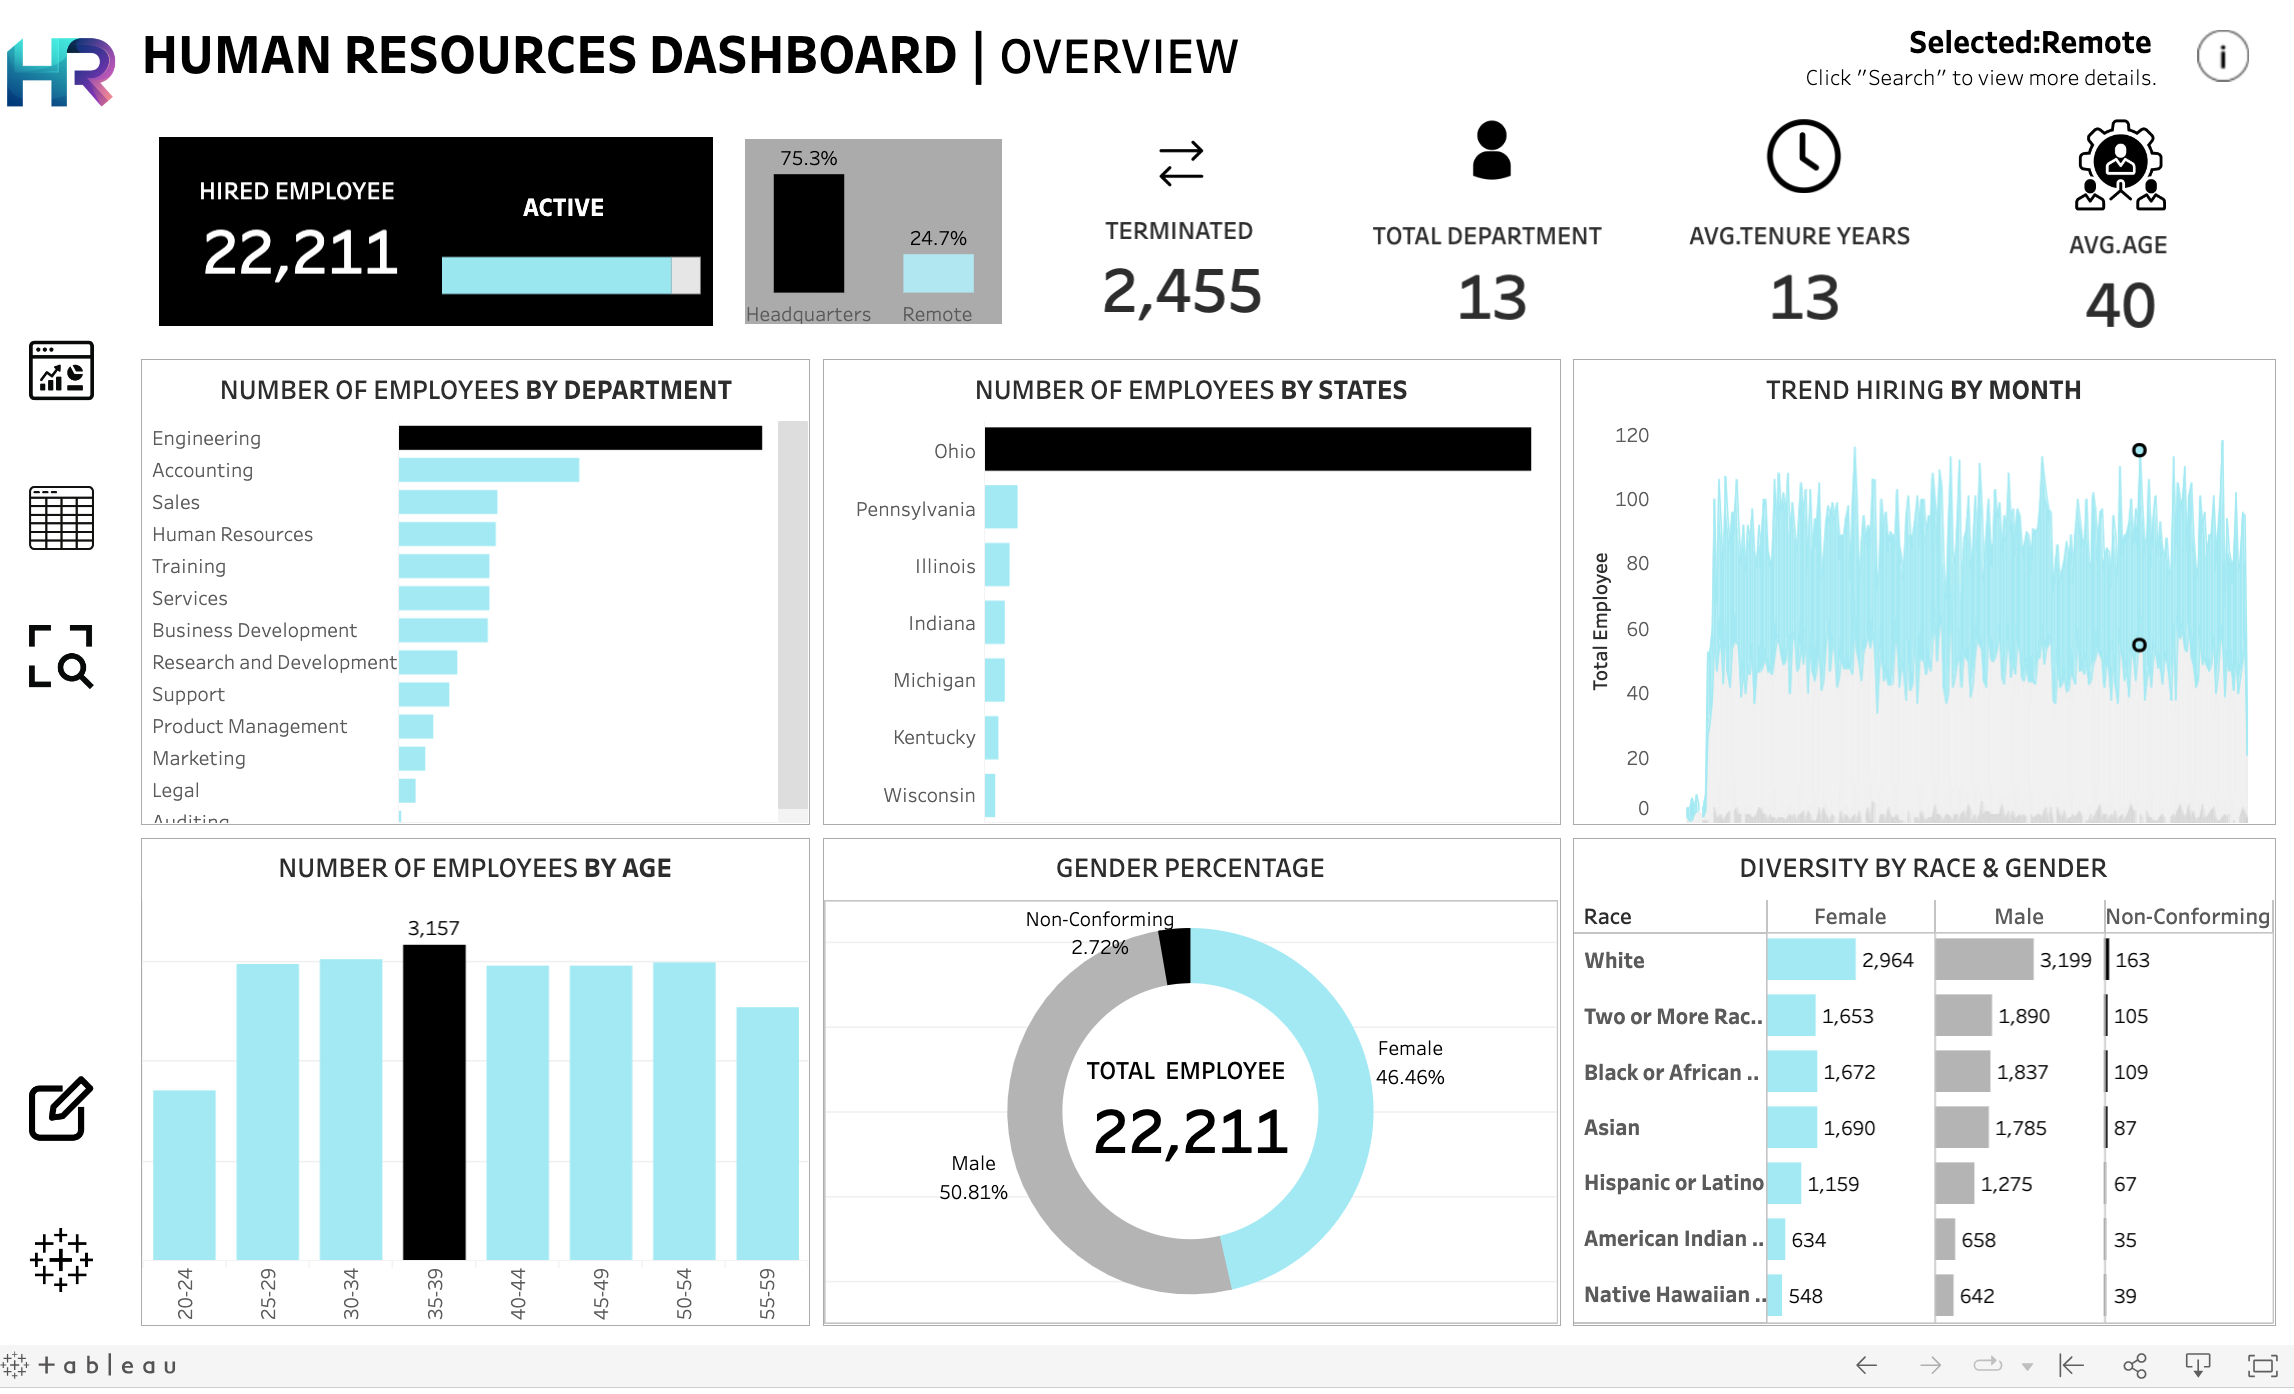 HR
HUMAN RESOURCES DASHBOARD | OVERVIEW
Selected:Remote
Click "Search" to view more details.
i
HIRED EMPLOYEE
22,211
ACTIVE
75.3%
24.7%
Headquarters
Remote
TERMINATED
2,455
TOTAL DEPARTMENT
13
AVG.TENURE YEARS
13
AVG.AGE
40
NUMBER OF EMPLOYEES BY DEPARTMENT
Engineering
Accounting
Sales
Human Resources
Training
Services
Business Development
Research and Development
Support
Product Management
Marketing
Legal
Auditing
NUMBER OF EMPLOYEES BY STATES
Ohio
Pennsylvania
Illinois
Indiana
Michigan
Kentucky
Wisconsin
TREND HIRING BY MONTH
Total Employee
120
100
80
60
40
20
0
NUMBER OF EMPLOYEES BY AGE
3,157
20-24
25-29
30-34
35-39
40-44
45-49
50-54
55-59
GENDER PERCENTAGE
Non-Conforming
2.72%
Female
46.46%
Male
50.81%
TOTAL EMPLOYEE
22,211
DIVERSITY BY RACE & GENDER
Race Female Male Non-Conforming
White 2,964 3,199 163
Two or More Rac.. 1,653 1,890 105
Black or African .. 1,672 1,837 109
Asian 1,690 1,785 87
Hispanic or Latino 1,159 1,275 67
American Indian .. 634 658 35
Native Hawaiian .. 548 642 39
+ableau